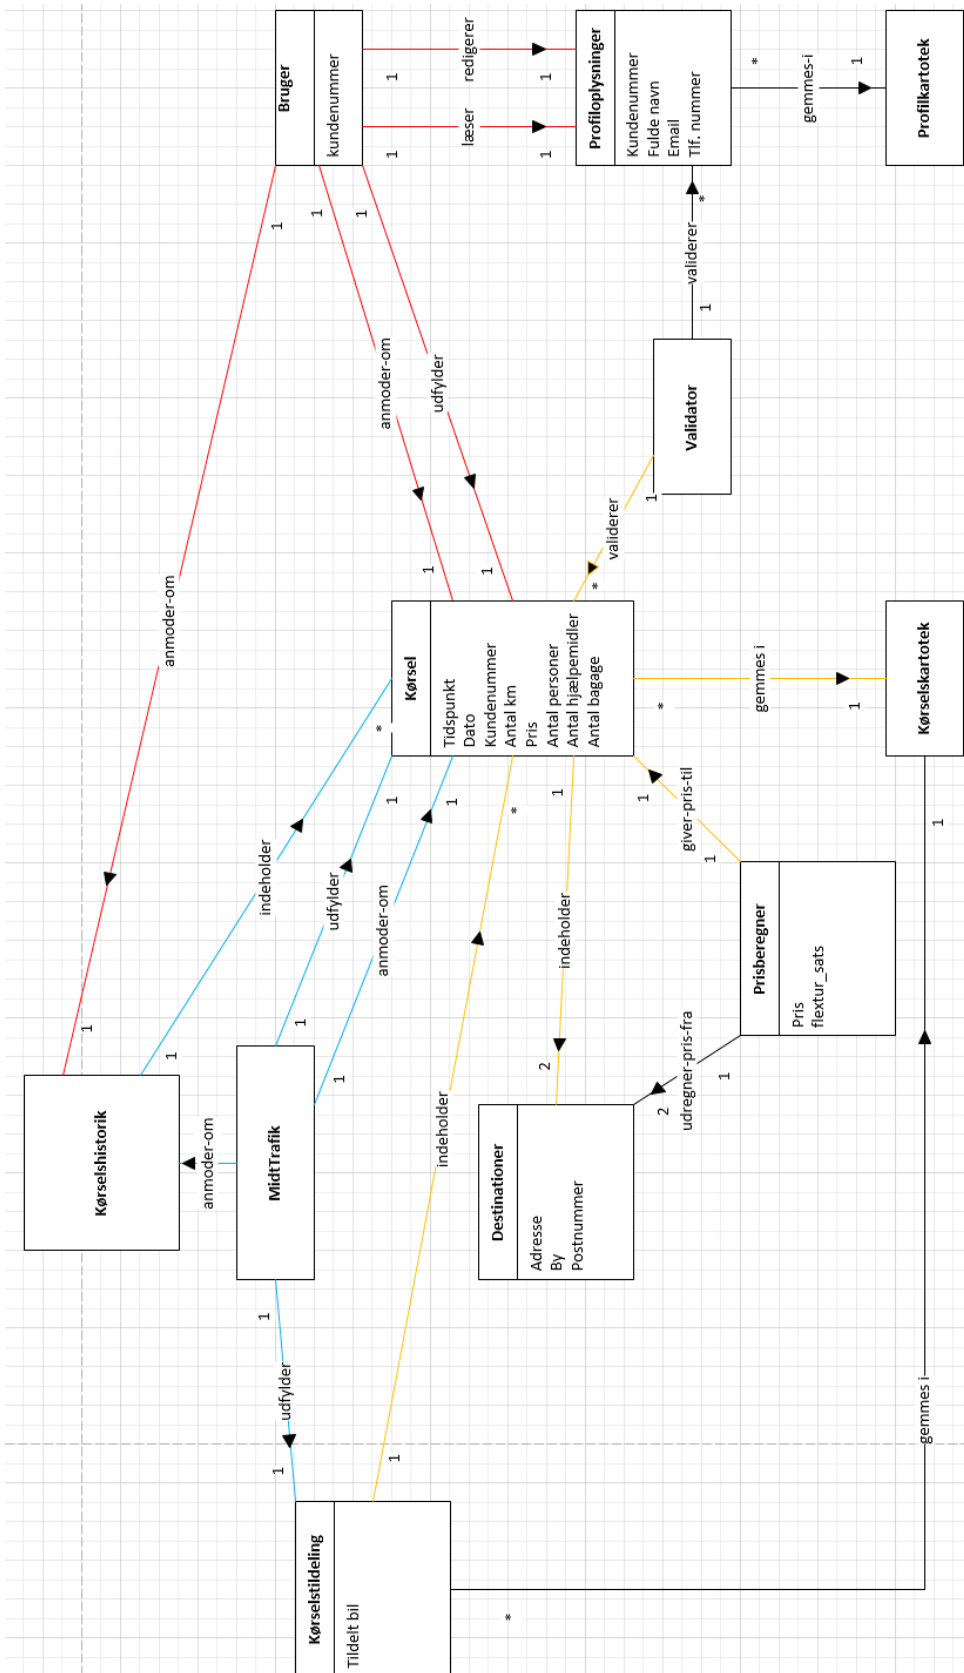 Kørselshistorik
MidtTrafik
Kørselstildeling
Tildelt bil
Bruger
kundenummer
Kørsel
Tidspunkt
Dato
Kundenummer
Antal km
Pris
Antal personer
Antal hjælpemidler
Antal bagage
Destinationer
Adresse
By
Postnummer
Profiloplysninger
Kundenummer
Fulde navn
Email
Tlf. nummer
Validator
Prisberegner
Pris
flextur_sats
Profilkartotek
Kørselskartotek
anmoder-om
1
1
anmoder-om
1
1
udfylder
1
1
læser
1
1
redigerer
1
1
gemmes-i
*
1
validerer
1
*
validerer
1
*
indeholder
1
*
udfylder
1
1
anmoder-om
1
1
anmoder-om
udfylder
1
1
indeholder
1
*
indeholder
1
2
giver-pris-til
1
1
udregner-pris-fra
1
2
gemmes i
*
1
gemmes i
*
1